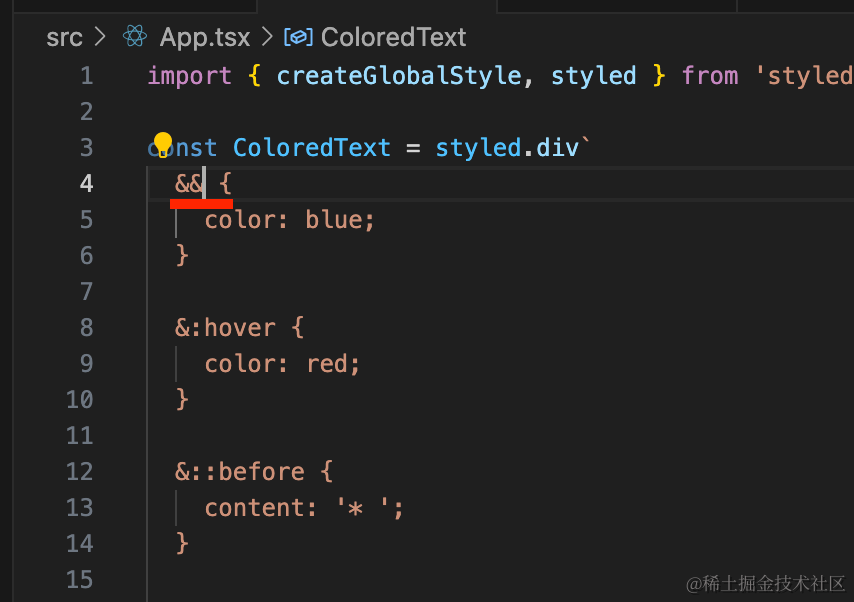 src > App.tsx > ColoredText
1 import { createGlobalStyle, styled } from 'styled
2
3 const ColoredText = styled.div`
4 && {
5 color: blue;
6 }
7
8 &:hover {
9 color: red;
10 }
11
12 &::before {
13 content: '* ';
14 }
15
@稀土掘金技术社区